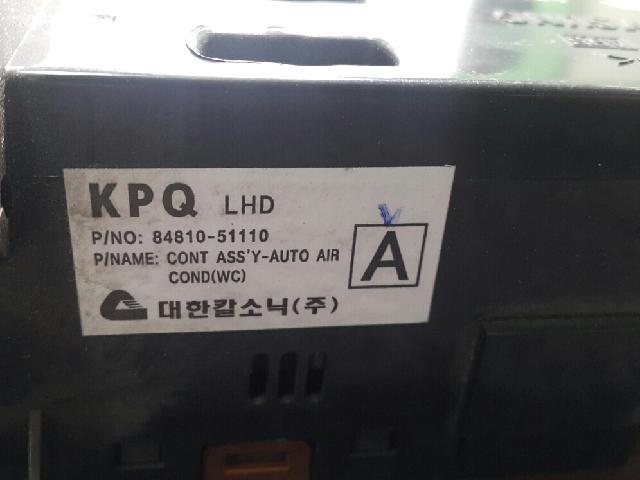 KPQ LHD
P/NO: 84810-51110
P/NAME: CONT ASS'Y-AUTO AIR
COND(WC)
A
대한칼소닉(주)